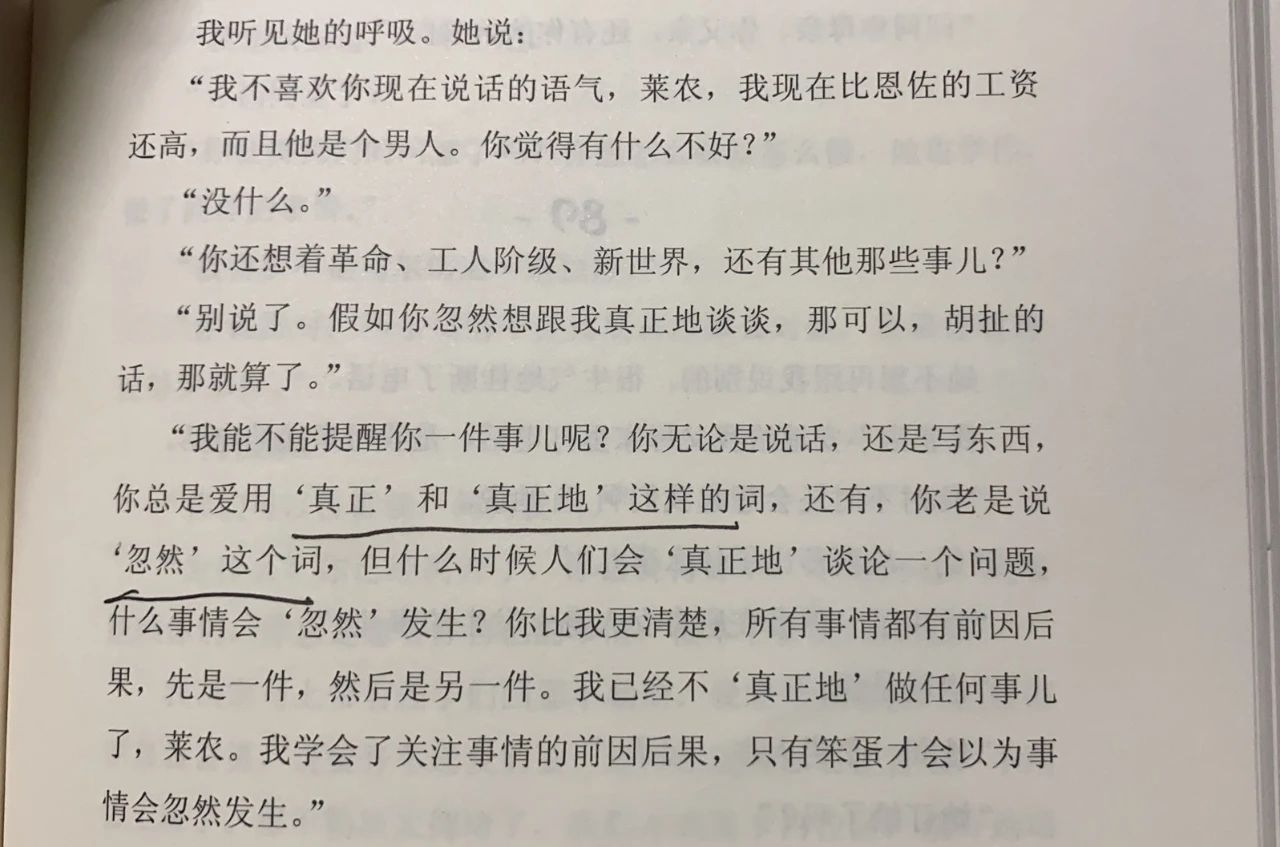 我听见她的呼吸。她说：
“我不喜欢你现在说话的语气，莱农，我现在比恩佐的工资
还高，而且他是个男人。你觉得有什么不好？”
“没什么。”
“你还想着革命、工人阶级、新世界，还有其他那些事儿？”
“别说了。假如你忽然想跟我真正地谈谈，那可以，胡扯的
话，那就算了。”
“我能不能提醒你一件事儿呢？你无论是说话，还是写东西，
你总是爱用‘真正’和‘真正地’这样的词，还有，你老是说
‘忽然’这个词，但什么时候人们会‘真正地’谈论一个问题，
什么事情会‘忽然’发生？你比我更清楚，所有事情都有前因后
果，先是一件，然后是另一件。我已经不‘真正地’做任何事儿
了，莱农。我学会了关注事情的前因后果，只有笨蛋才会以为事
情会忽然发生。”